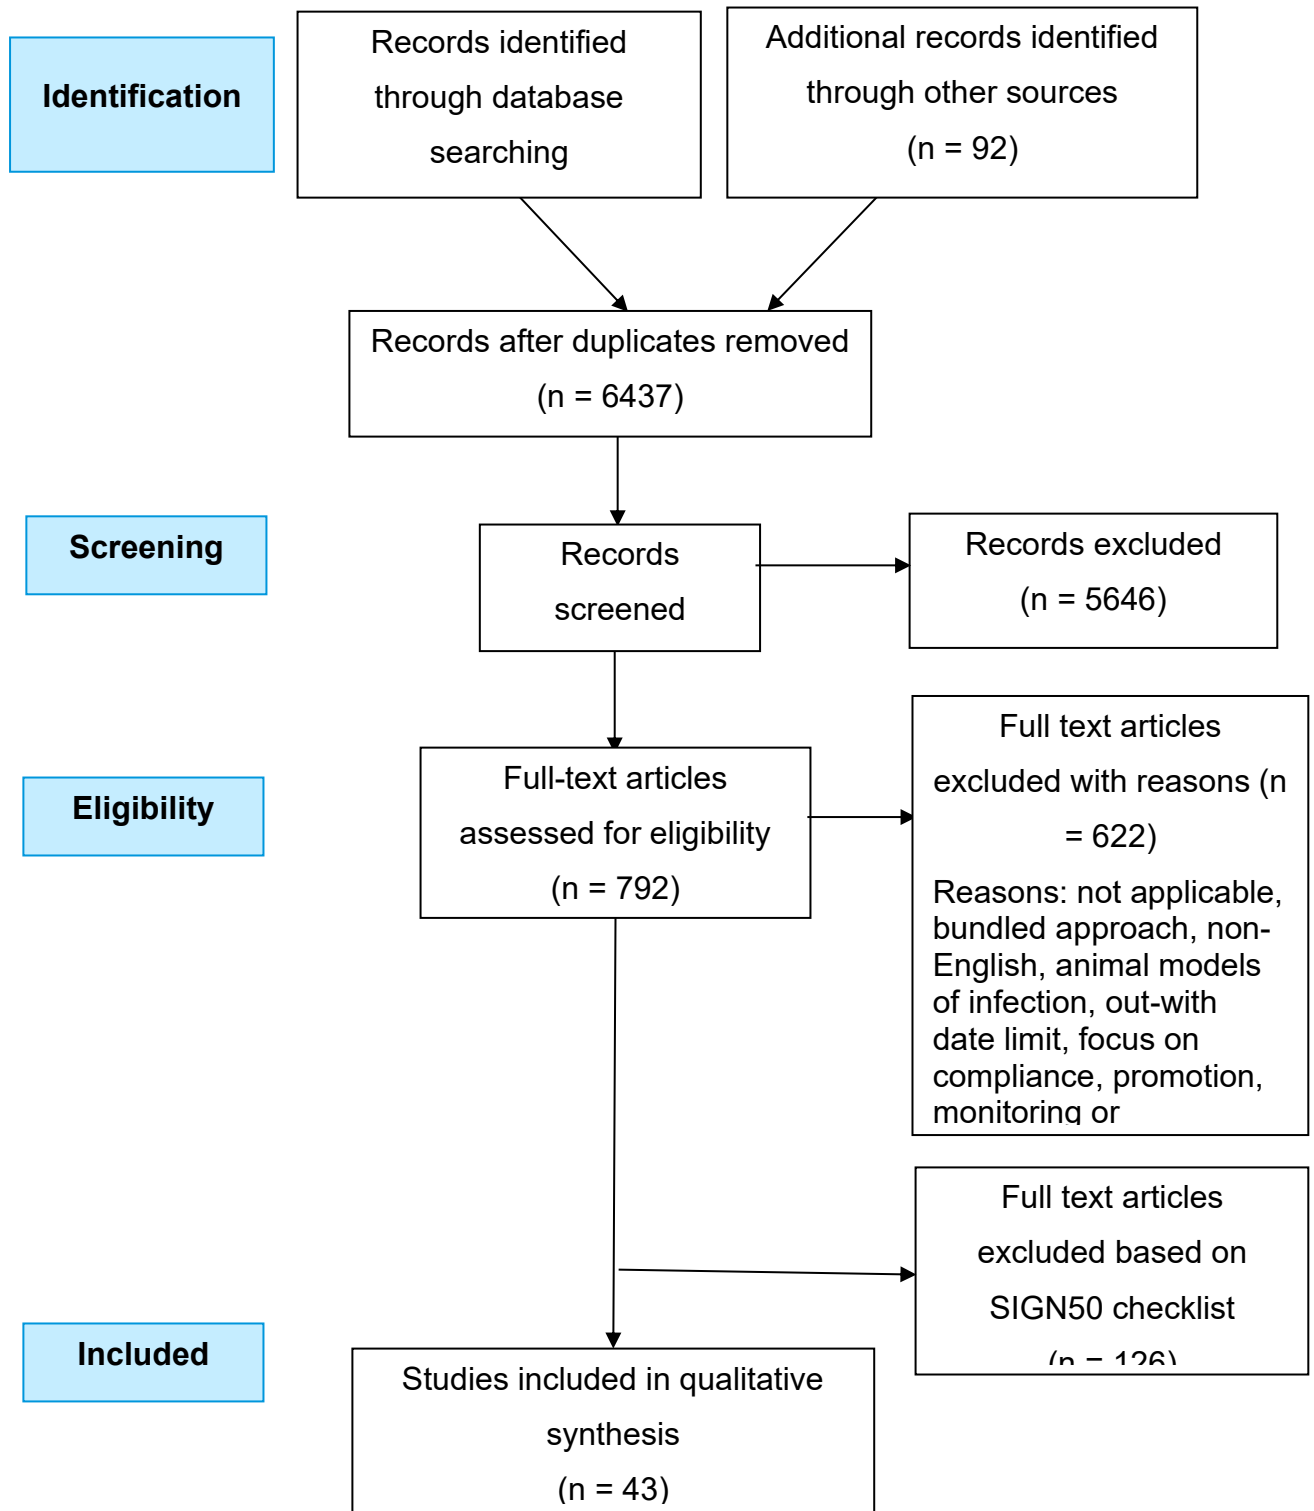 Identification
Records identified
through database
searching
Additional records identified
through other sources
(n = 92)
Records after duplicates removed
(n = 6437)
Screening
Records
screened
Records excluded
(n = 5646)
Eligibility
Full-text articles
assessed for eligibility
(n = 792)
Full text articles
excluded with reasons (n
= 622)
Reasons: not applicable,
bundled approach, non-
English, animal models
of infection, out-with
date limit, focus on
compliance, promotion,
monitoring or
Full text articles
excluded based on
SIGN50 checklist
(n = 126)
Included
Studies included in qualitative
synthesis
(n = 43)